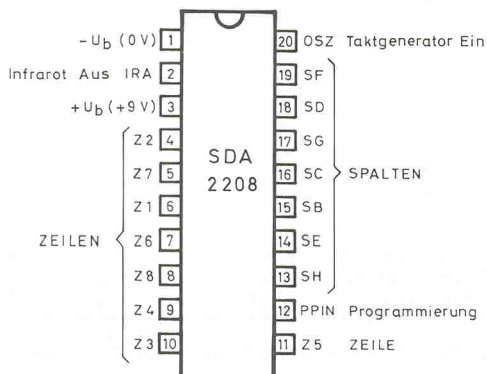 -Ub (0V) 1 20 OSZ Taktgenerator Ein
Infrarot Aus IRA 2 19 SF
+Ub (+9V) 3 18 SD
Z2 4 17 SG
SDA
2208
Z7 5 16 SC SPALTEN
Z1 6 15 SB
ZEILEN Z6 7 14 SE
Z8 8 13 SH
Z4 9 12 PPIN Programmierung
Z3 10 11 Z5 ZEILE